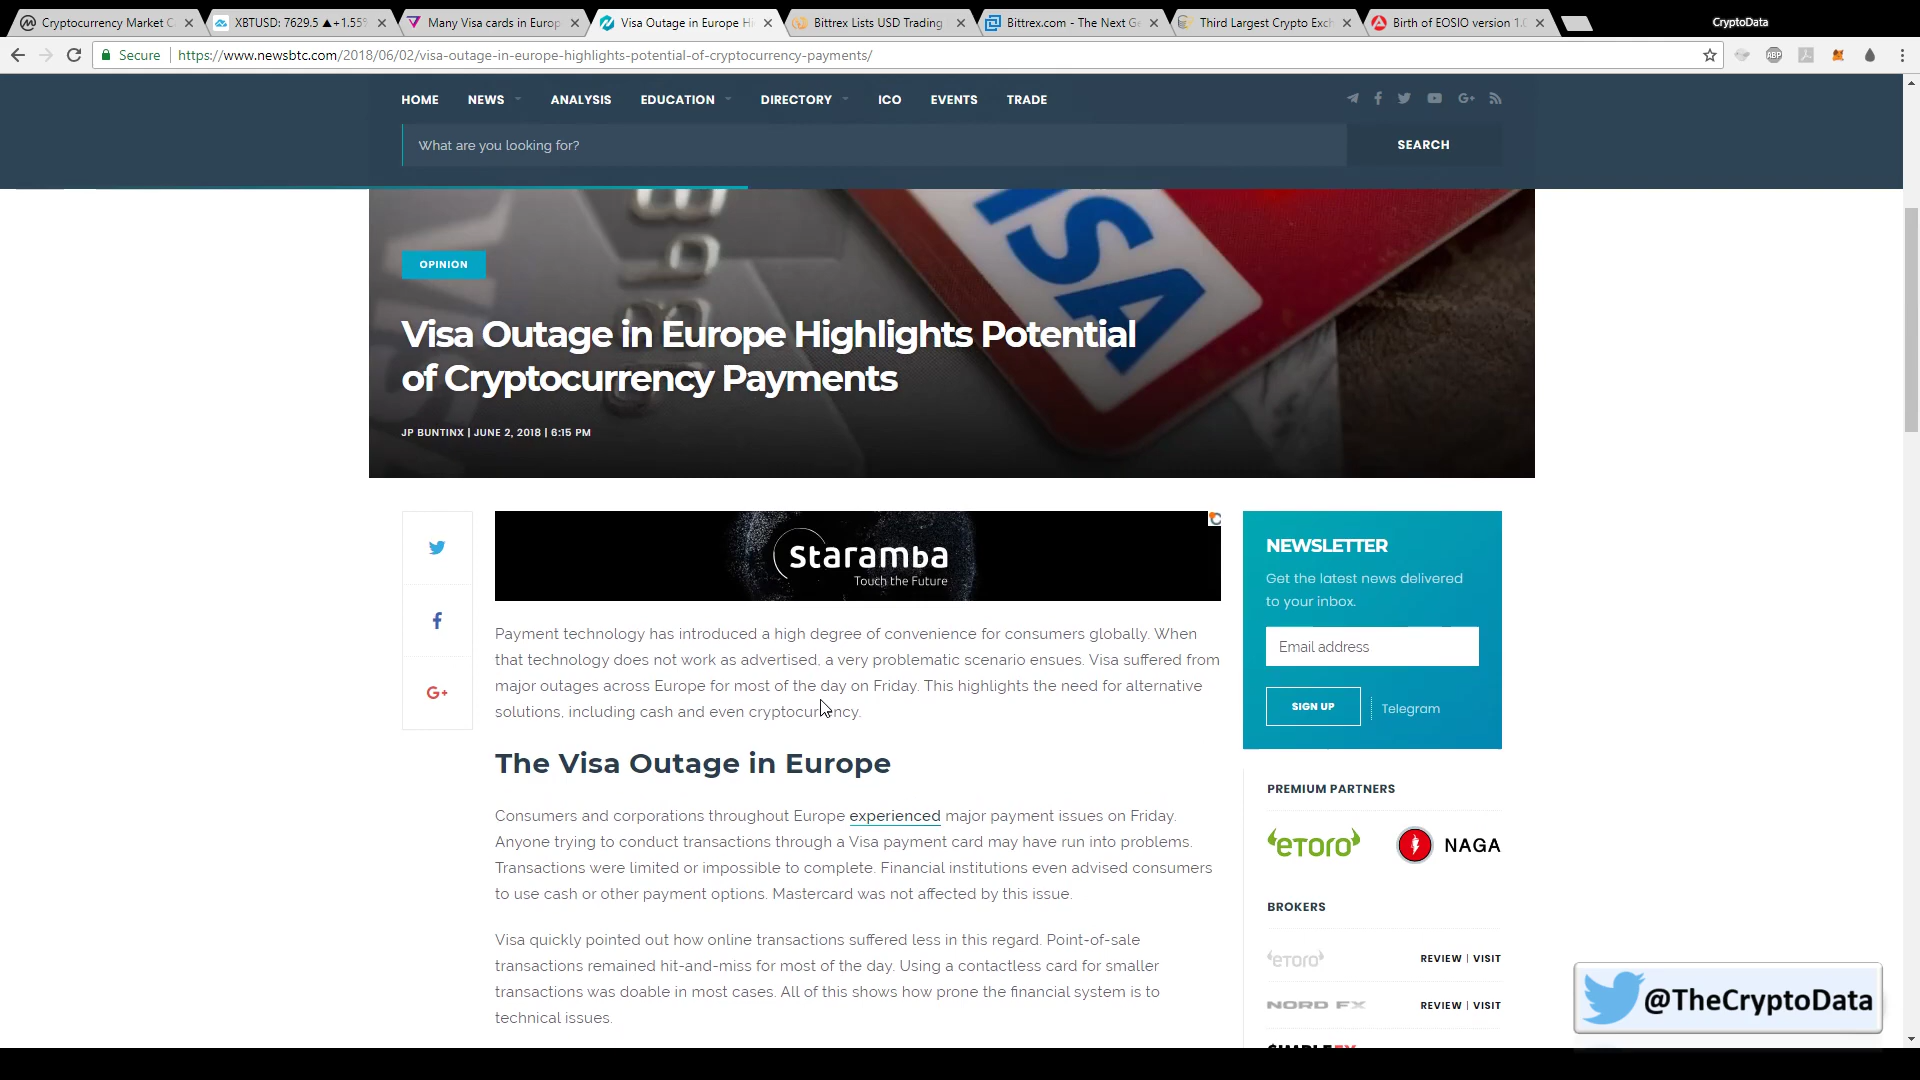 Cryptocurrency Market C
XBTUSD: 7629.5 ▲+1.55%
Many Visa cards in Europ
Visa Outage in Europe Hi
Bittrex Lists USD Trading
Bittrex.com - The Next Ge
Third Largest Crypto Exch
Birth of EOSIO version 1.0
CryptoData
Secure
https://www.newsbtc.com/2018/06/02/visa-outage-in-europe-highlights-potential-of-cryptocurrency-payments/
ABP
HOME NEWS ANALYSIS EDUCATION DIRECTORY ICO EVENTS TRADE
What are you looking for?
SEARCH
VISA
OPINION
Visa Outage in Europe Highlights Potential
of Cryptocurrency Payments
JP BUNTINX | JUNE 2, 2018 | 6:15 PM
Staramba
Touch the Future
Payment technology has introduced a high degree of convenience for consumers globally. When
that technology does not work as advertised, a very problematic scenario ensues. Visa suffered from
major outages across Europe for most of the day on Friday. This highlights the need for alternative
solutions, including cash and even cryptocurrency.
The Visa Outage in Europe
Consumers and corporations throughout Europe experienced major payment issues on Friday.
Anyone trying to conduct transactions through a Visa payment card may have run into problems.
Transactions were limited or impossible to complete. Financial institutions even advised consumers
to use cash or other payment options. Mastercard was not affected by this issue.
Visa quickly pointed out how online transactions suffered less in this regard. Point-of-sale
transactions remained hit-and-miss for most of the day. Using a contactless card for smaller
transactions was doable in most cases. All of this shows how prone the financial system is to
technical issues.
NEWSLETTER
Get the latest news delivered
to your inbox.
Email address
SIGN UP
Telegram
PREMIUM PARTNERS
eToro
NAGA
BROKERS
eToro
REVIEW | VISIT
NORD FX
REVIEW | VISIT
SIMPLEFX
@TheCryptoData